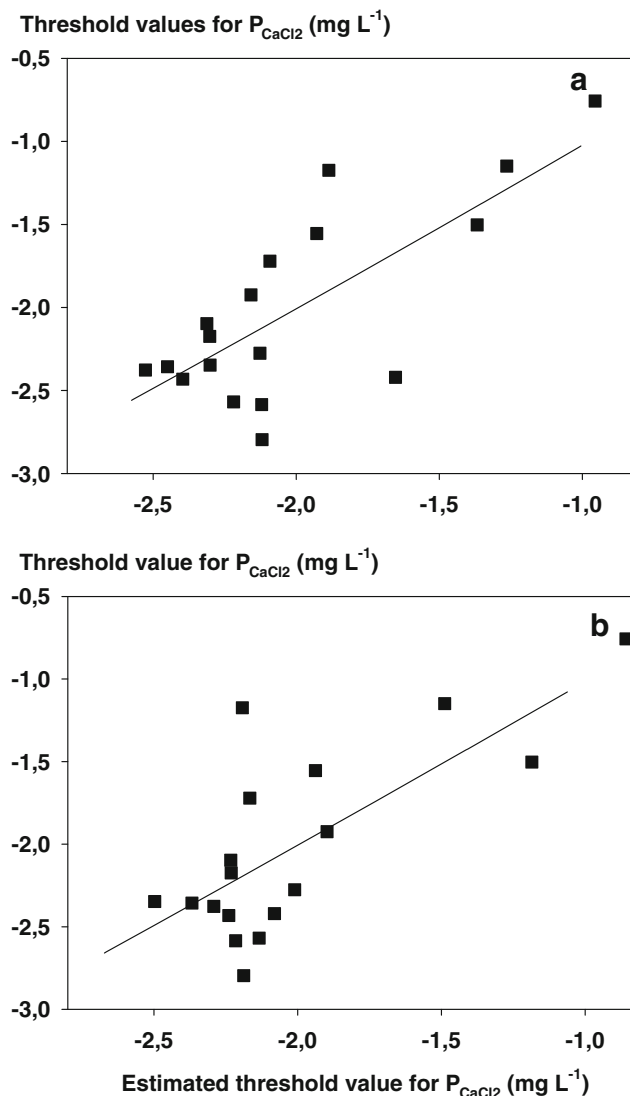 Threshold values for P_CaCl2 (mg L⁻¹)
-0,5
a
-1,0
-1,5
-2,0
-2,5
-3,0
-2,5 -2,0 -1,5 -1,0
Threshold value for P_CaCl2 (mg L⁻¹)
-0,5
b
-1,0
-1,5
-2,0
-2,5
-3,0
-2,5 -2,0 -1,5 -1,0
Estimated threshold value for P_CaCl2 (mg L⁻¹)